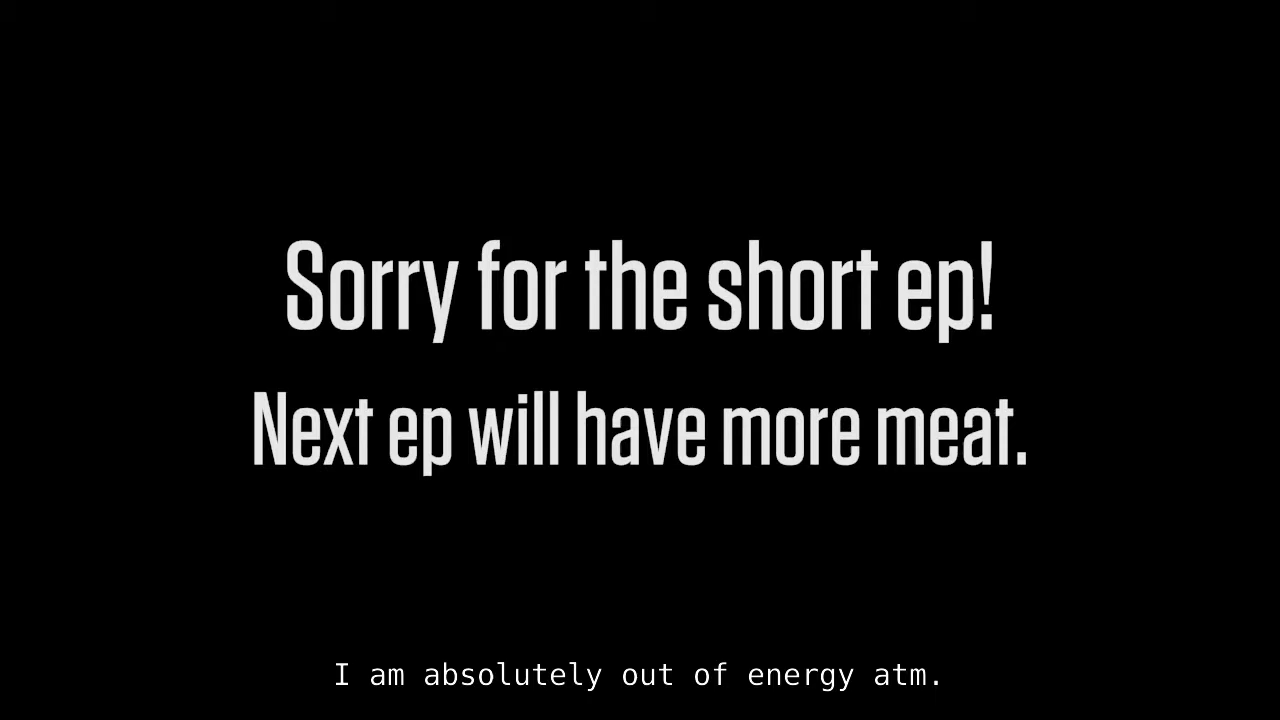 Sorry for the short ep!
Next ep will have more meat.
I am absolutely out of energy atm.